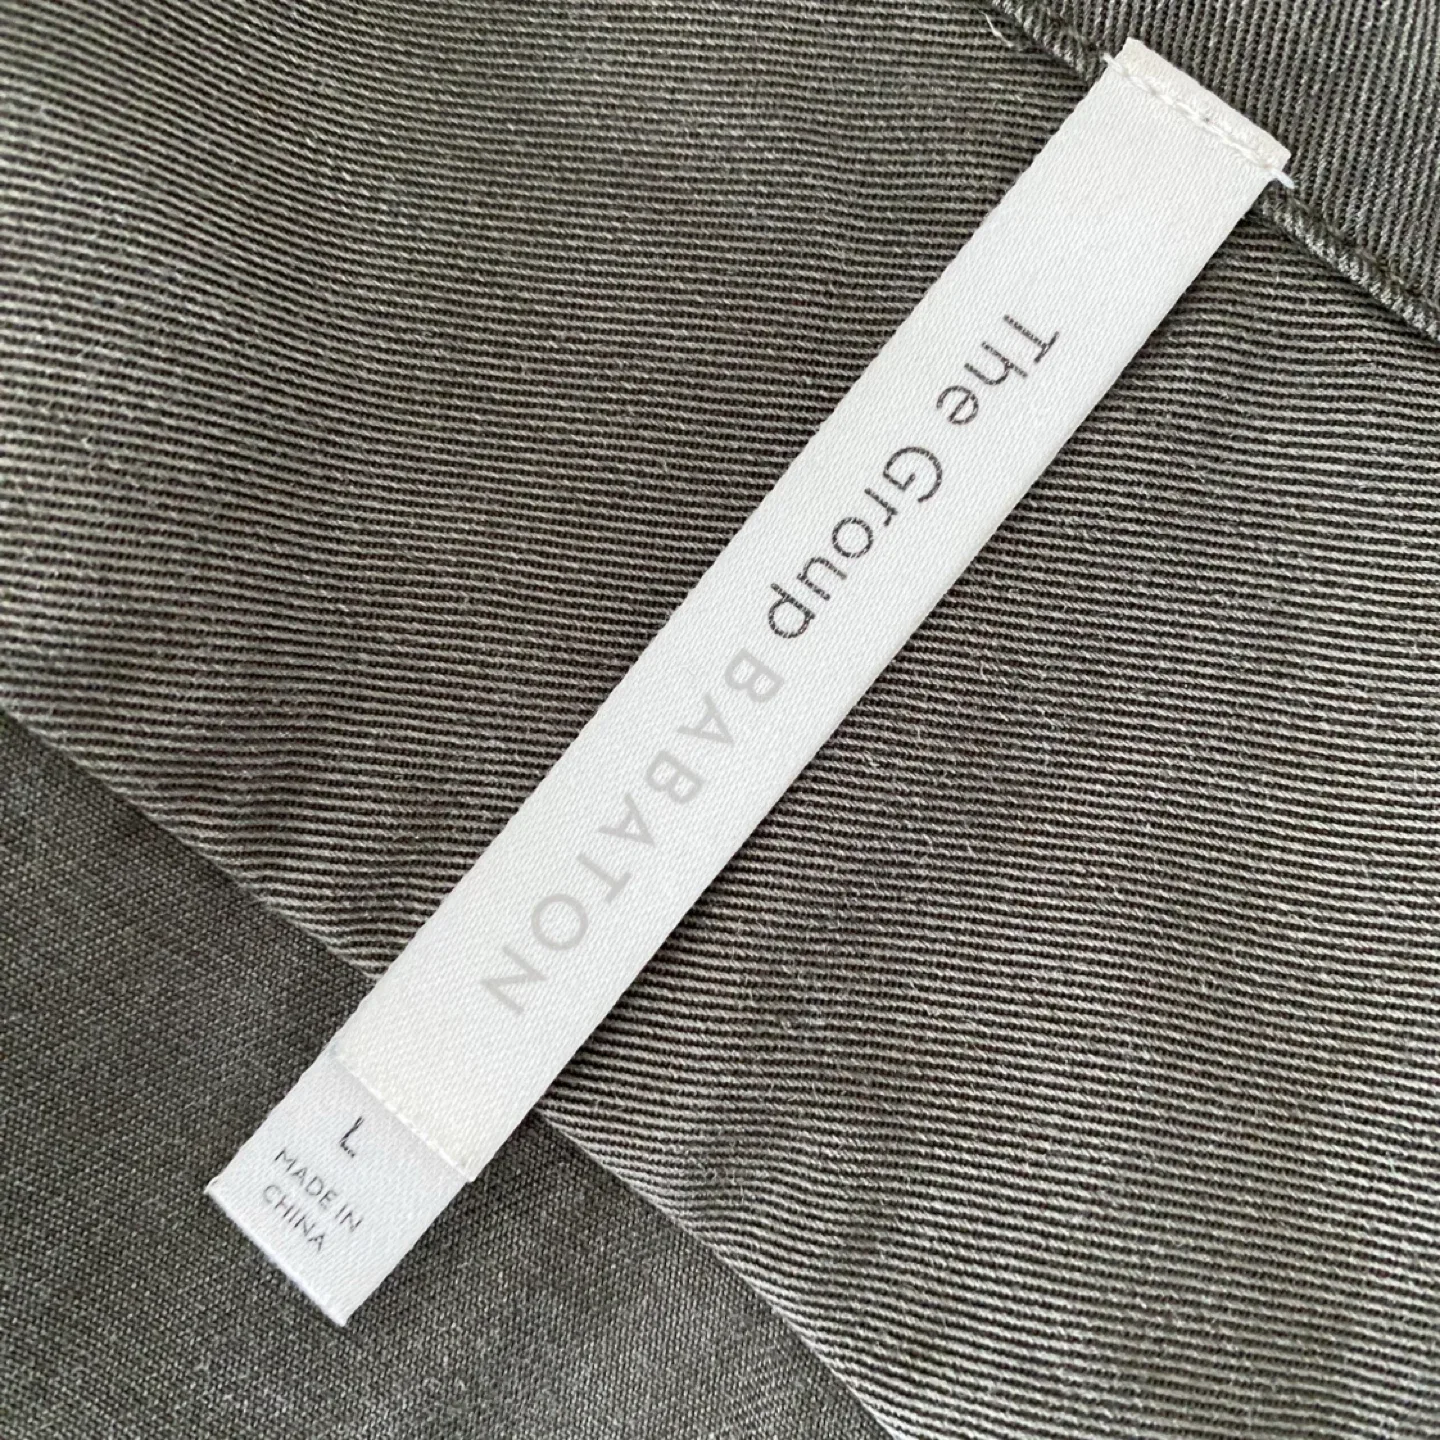 The Group BABATON
L
MADE IN
CHINA